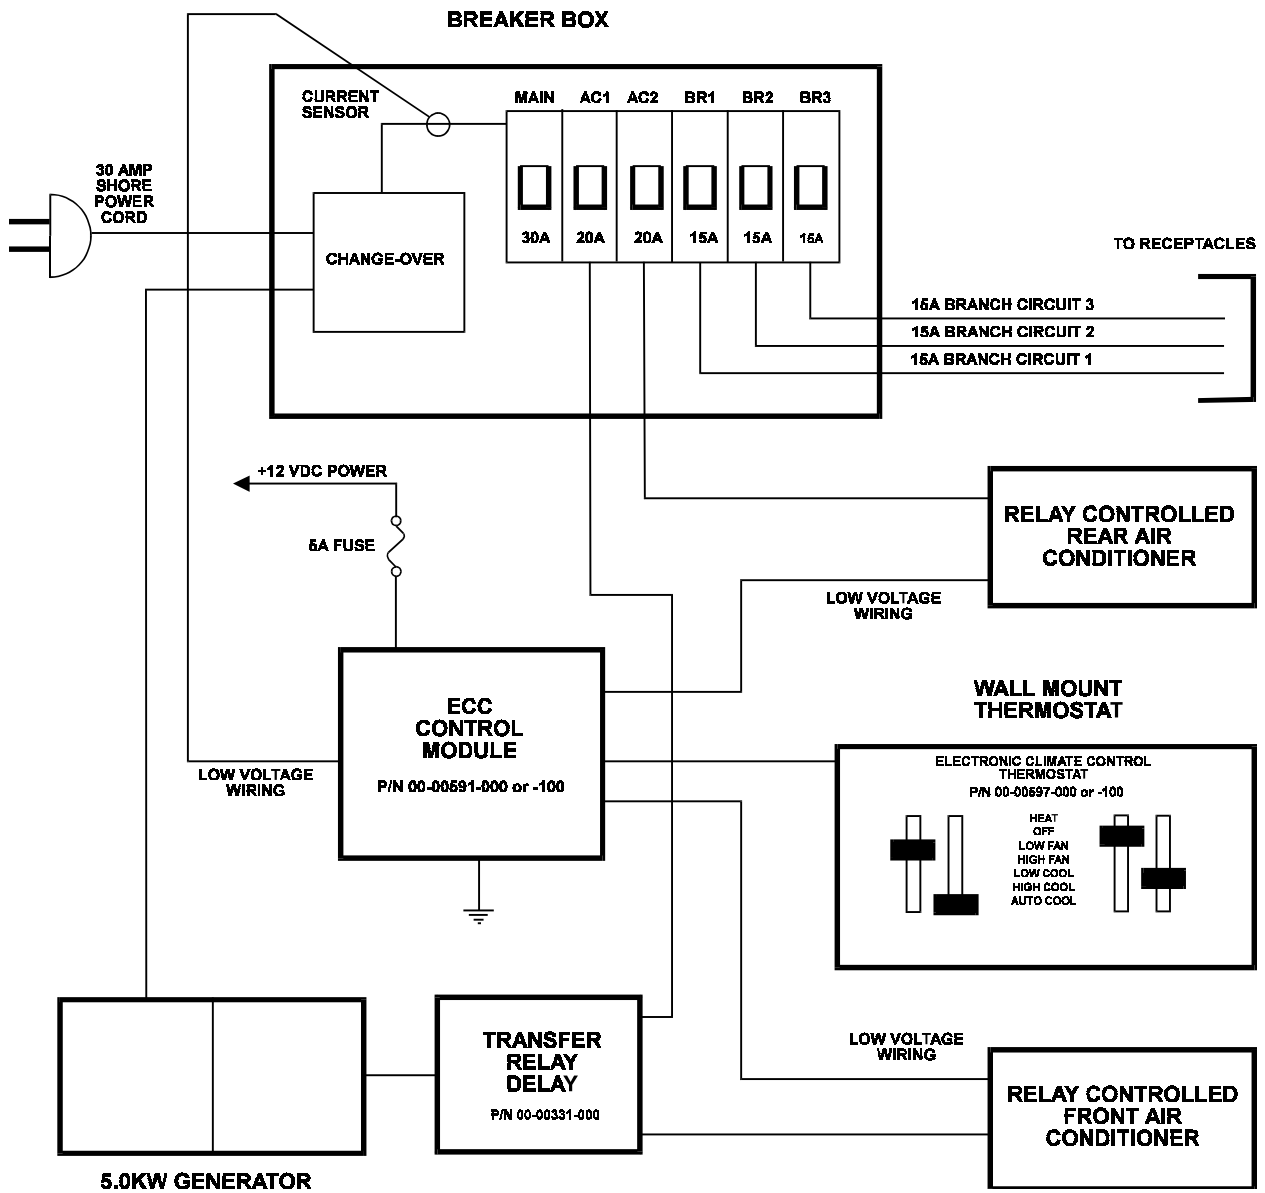 BREAKER BOX
CURRENT
SENSOR
MAIN AC1 AC2 BR1 BR2 BR3
30 AMP
SHORE
POWER
CORD
30A 20A 20A 15A 15A 15A
CHANGE-OVER
TO RECEPTACLES
15A BRANCH CIRCUIT 3
15A BRANCH CIRCUIT 2
15A BRANCH CIRCUIT 1
+12 VDC POWER
5A FUSE
RELAY CONTROLLED
REAR AIR
CONDITIONER
LOW VOLTAGE
WIRING
ECC
CONTROL
MODULE
P/N 00-00591-000 or -100
LOW VOLTAGE
WIRING
WALL MOUNT
THERMOSTAT
ELECTRONIC CLIMATE CONTROL
THERMOSTAT
P/N 00-00597-000 or -100
HEAT
OFF
LOW FAN
HIGH FAN
LOW COOL
HIGH COOL
AUTO COOL
TRANSFER
RELAY
DELAY
P/N 00-00331-000
LOW VOLTAGE
WIRING
RELAY CONTROLLED
FRONT AIR
CONDITIONER
5.0KW GENERATOR